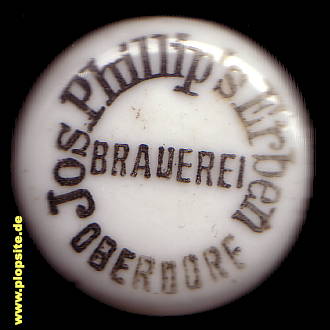 Jos Phillip's Erben
BRAUEREI
OBERDORF
www.plopsite.de